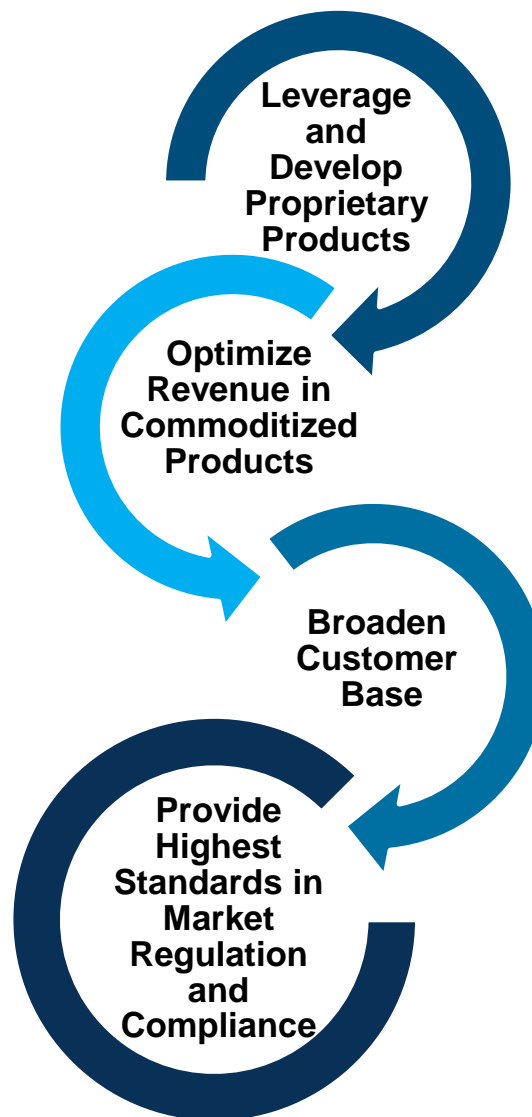 Leverage
and
Develop
Proprietary
Products
Optimize
Revenue in
Commoditized
Products
Broaden
Customer
Base
Provide
Highest
Standards in
Market
Regulation
and
Compliance